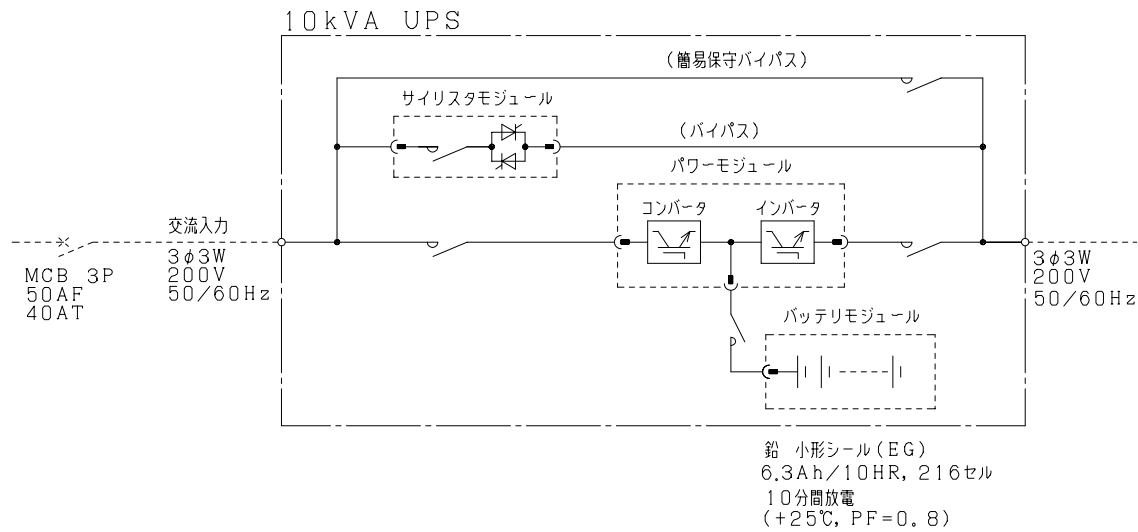 10kVA UPS
(簡易保守バイパス)
サイリスタモジュール
(バイパス)
パワーモジュール
コンバータ
インバータ
交流入力
3φ3W
200V
50/60Hz
MCB 3P
50AF
40AT
3φ3W
200V
50/60Hz
バッテリモジュール
鉛 小形シール(EG)
6.3Ah/10HR, 216セル
10分間放電
(+25℃, PF=0.8)